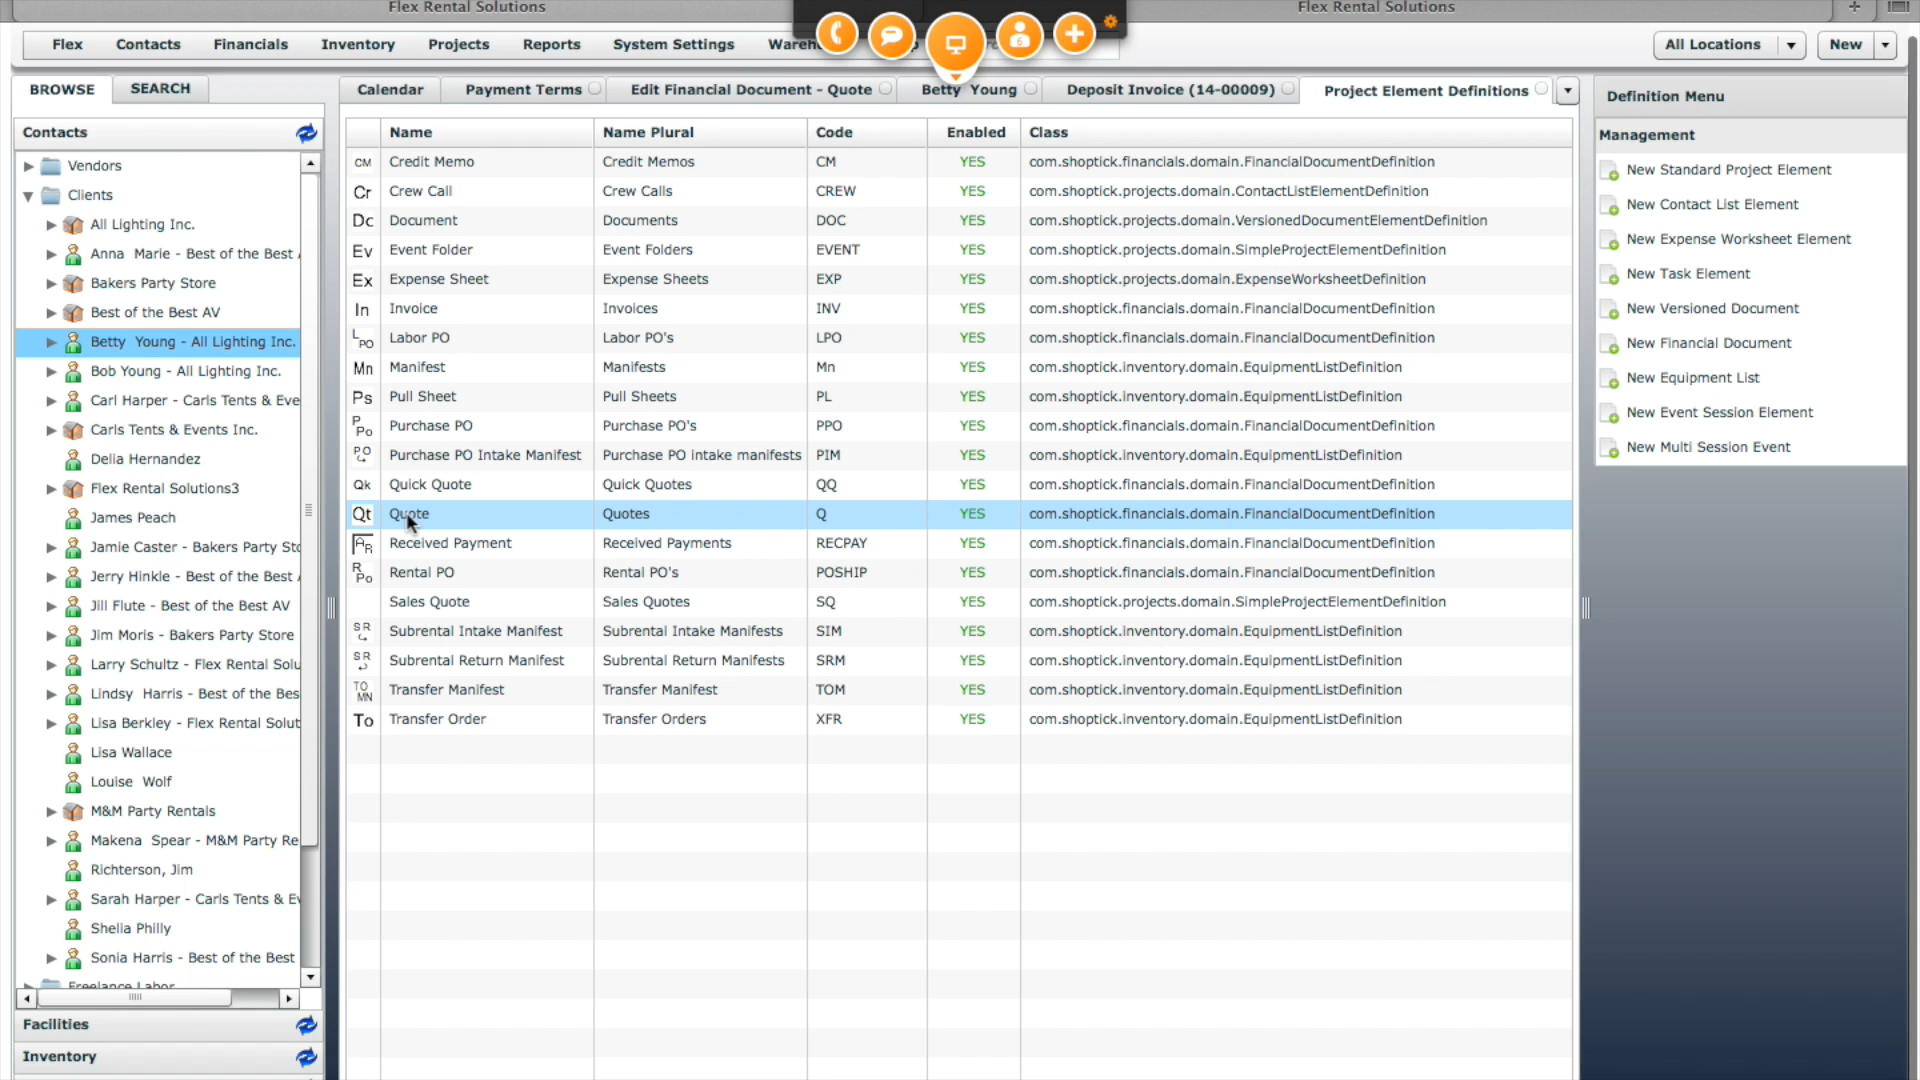 Flex Rental Solutions
Flex Rental Solutions
Flex Contacts Financials Inventory Projects Reports System Settings
All Locations New
BROWSE SEARCH
Calendar Payment Terms Edit Financial Document - Quote Betty Young Deposit Invoice (14-00009) Project Element Definitions
Contacts
Vendors
Clients
All Lighting Inc.
Anna Marie - Best of the Best
Bakers Party Store
Best of the Best AV
Betty Young - All Lighting Inc.
Bob Young - All Lighting Inc.
Carl Harper - Carls Tents & Eve
Carls Tents & Events Inc.
Delia Hernandez
Flex Rental Solutions3
James Peach
Jamie Caster - Bakers Party Sto
Jerry Hinkle - Best of the Best
Jill Flute - Best of the Best AV
Jim Moris - Bakers Party Store
Larry Schultz - Flex Rental Solu
Lindsy Harris - Best of the Bes
Lisa Berkley - Flex Rental Solut
Lisa Wallace
Louise Wolf
M&M Party Rentals
Makena Spear - M&M Party Re
Richterson, Jim
Sarah Harper - Carls Tents & E
Shelia Philly
Sonia Harris - Best of the Best
Freelance Labor
Facilities
Inventory
Name Name Plural Code Enabled Class
CM Credit Memo Credit Memos CM YES com.shoptick.financials.domain.FinancialDocumentDefinition
Cr Crew Call Crew Calls CREW YES com.shoptick.projects.domain.ContactListElementDefinition
Dc Document Documents DOC YES com.shoptick.projects.domain.VersionedDocumentElementDefinition
Ev Event Folder Event Folders EVENT YES com.shoptick.projects.domain.SimpleProjectElementDefinition
Ex Expense Sheet Expense Sheets EXP YES com.shoptick.projects.domain.ExpenseWorksheetDefinition
In Invoice Invoices INV YES com.shoptick.financials.domain.FinancialDocumentDefinition
L PO Labor PO Labor PO's LPO YES com.shoptick.financials.domain.FinancialDocumentDefinition
Mn Manifest Manifests Mn YES com.shoptick.inventory.domain.EquipmentListDefinition
Ps Pull Sheet Pull Sheets PL YES com.shoptick.inventory.domain.EquipmentListDefinition
P Po Purchase PO Purchase PO's PPO YES com.shoptick.financials.domain.FinancialDocumentDefinition
PO Purchase PO Intake Manifest Purchase PO intake manifests PIM YES com.shoptick.inventory.domain.EquipmentListDefinition
Qk Quick Quote Quick Quotes QQ YES com.shoptick.financials.domain.FinancialDocumentDefinition
Qt Quote Quotes Q YES com.shoptick.financials.domain.FinancialDocumentDefinition
AR Received Payment Received Payments RECPAY YES com.shoptick.financials.domain.FinancialDocumentDefinition
R Po Rental PO Rental PO's POSHIP YES com.shoptick.financials.domain.FinancialDocumentDefinition
Sales Quote Sales Quotes SQ YES com.shoptick.projects.domain.SimpleProjectElementDefinition
SR Subrental Intake Manifest Subrental Intake Manifests SIM YES com.shoptick.inventory.domain.EquipmentListDefinition
SR Subrental Return Manifest Subrental Return Manifests SRM YES com.shoptick.inventory.domain.EquipmentListDefinition
TO MN Transfer Manifest Transfer Manifest TOM YES com.shoptick.inventory.domain.EquipmentListDefinition
To Transfer Order Transfer Orders XFR YES com.shoptick.inventory.domain.EquipmentListDefinition
Definition Menu
Management
New Standard Project Element
New Contact List Element
New Expense Worksheet Element
New Task Element
New Versioned Document
New Financial Document
New Equipment List
New Event Session Element
New Multi Session Event